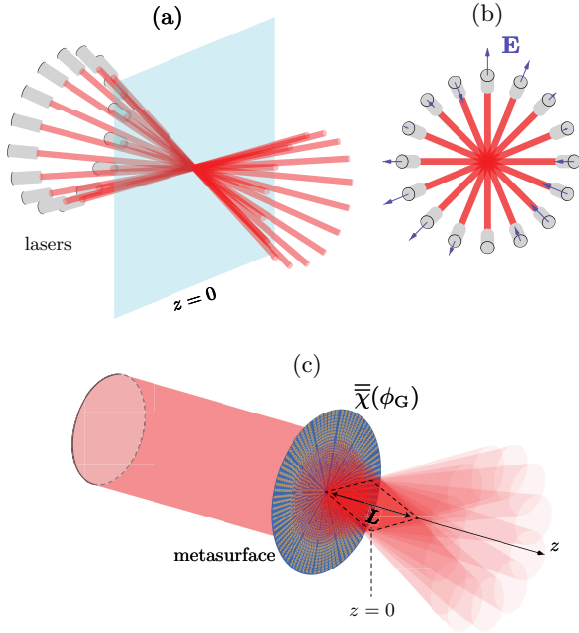 (a)
(b)
E
lasers
z = 0
(c)
χ̿(ϕG)
L
metasurface
z
z = 0